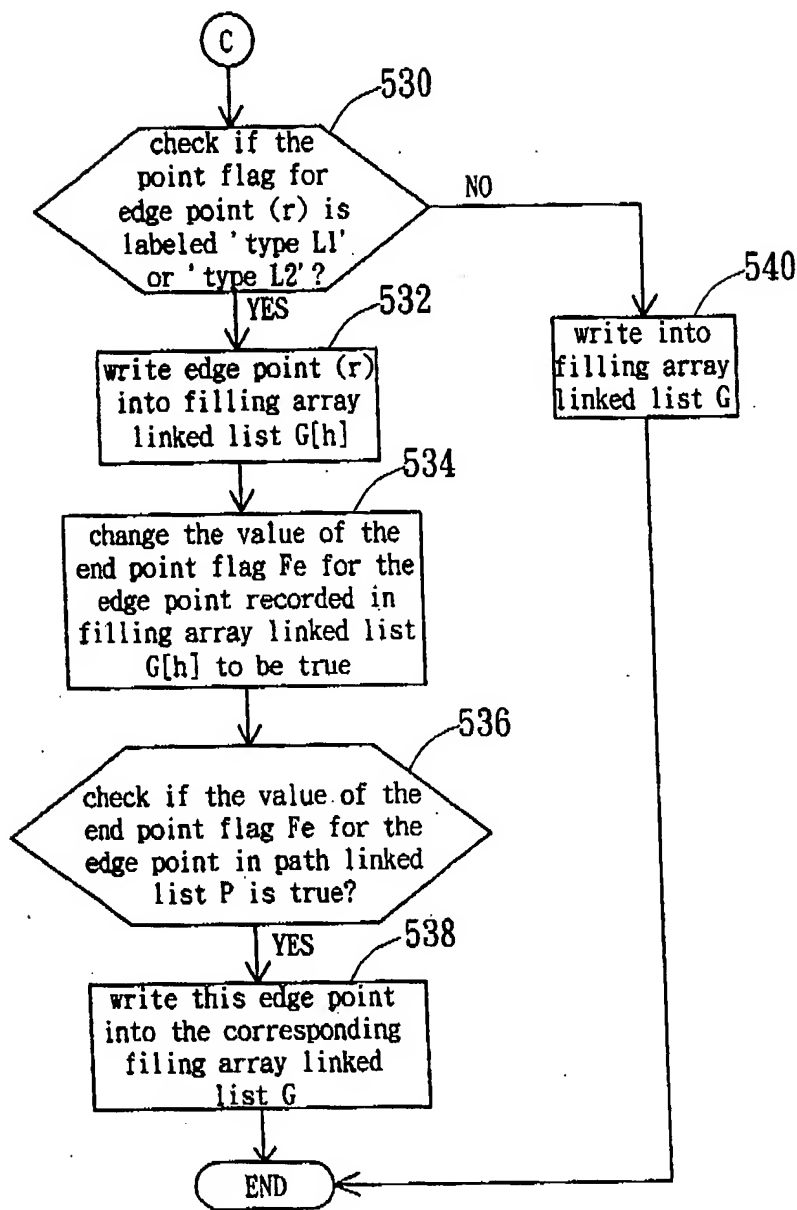 C
530
check if the
point flag for
edge point (r) is
labeled 'type L1'
or 'type L2'?
NO
YES
532
540
write edge point (r)
into filling array
linked list G[h]
write into
filling array
linked list G
534
change the value of the
end point flag Fe for the
edge point recorded in
filling array linked list
G[h] to be true
536
check if the value of the
end point flag Fe for the
edge point in path linked
list P is true?
YES
538
write this edge point
into the corresponding
filing array linked
list G
END